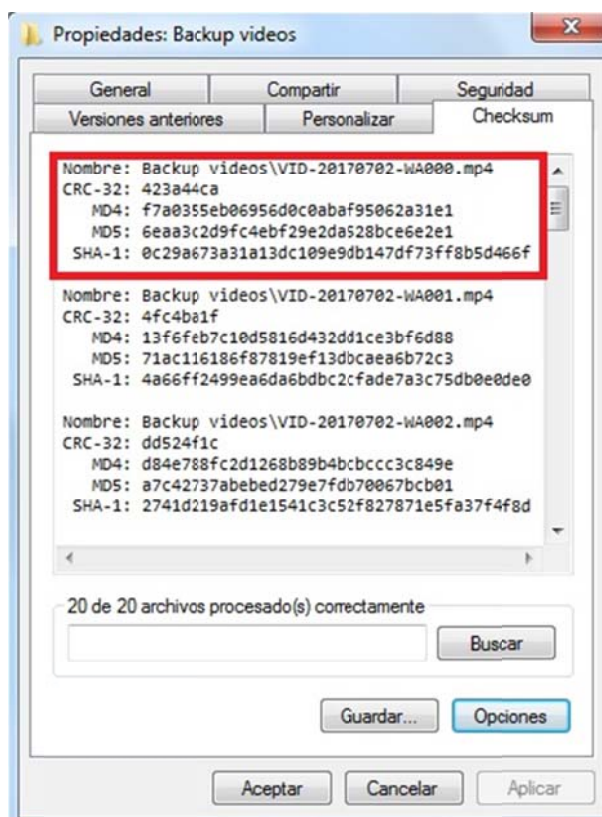 Propiedades: Backup videos
General Compartir Seguridad
Versiones anteriores Personalizar Checksum
Nombre: Backup videos\VID-20170702-WA000.mp4
CRC-32: 423a44ca
MD4: f7a0355eb06956d0c0abaf95062a31e1
MD5: 6eaa3c2d9fc4ebf29e2da528bce6e2e1
SHA-1: 0c29a673a31a13dc109e9db147df73ff8b5d466f
Nombre: Backup videos\VID-20170702-WA001.mp4
CRC-32: 4fc4ba1f
MD4: 13f6feb7c10d5816d432dd1ce3bf6d88
MD5: 71ac116186f87819ef13dbcaea6b72c3
SHA-1: 4a66ff2499ea6da6bdbc2cfade7a3c75db0e0de0
Nombre: Backup videos\VID-20170702-WA002.mp4
CRC-32: dd524f1c
MD4: d84e788fc2d1268b89b4bcbccc3c849e
MD5: a7c42737abebed279e7fdb70067bcb01
SHA-1: 2741d219afd1e1541c3c52f827871e5fa37f4f8d
20 de 20 archivos procesado(s) correctamente
Buscar
Guardar... Opciones
Aceptar Cancelar Aplicar